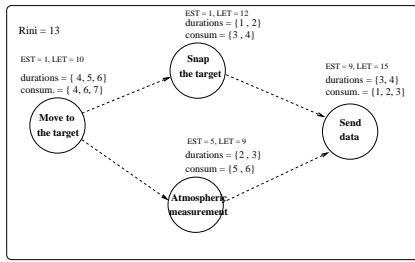 Rini = 13
EST = 1, LET = 10
durations = { 4, 5, 6}
consum. = { 4, 6, 7}
Move to
the target
EST = 1, LET = 12
durations = {1 , 2}
consum = {3 , 4}
Snap
the target
EST = 5, LET = 9
durations = {2 , 3}
consum = {5 , 6}
Atmospheric
measurement
EST = 9, LET = 15
durations = {3, 4}
consum. = {1, 2, 3}
Send
data